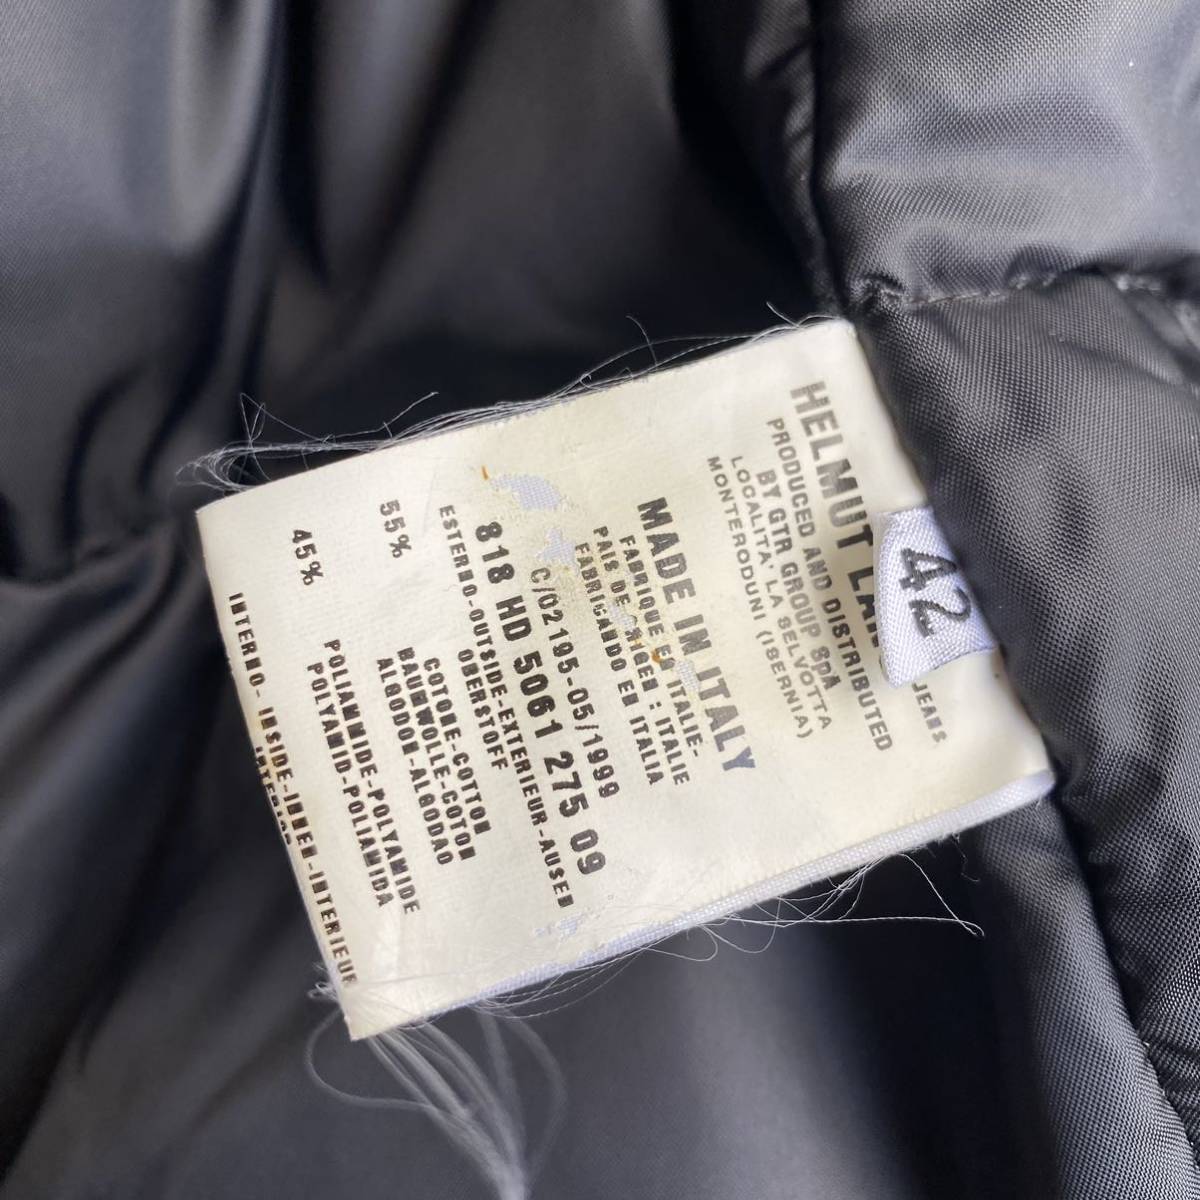 HELMUT LANG JEANS
42
PRODUCED AND DISTRIBUTED
BY GTR GROUP SpA
LOCALITA' LA SELVOTTA
MONTERODUNI (ISERNIA)
MADE IN ITALY
FABRIQUE EN ITALIE-
PAIS DE ORIGEN : ITALIE
FABRICANDO EN ITALIA
C/02195-05/1999
818 HD 5061 275 09
ESTERNO-OUTSIDE-EXTERIEUR-AUSEN
OBERSTOFF
55% COTONE-COTTON
BAUMWOLLE-COTON
ALGODON-ALGODAO
45% POLIAMMIDE-POLYAMIDE
POLYAMID-POLIAMIDA
INTERNO-INSIDE-INNEN-INTERIEUR